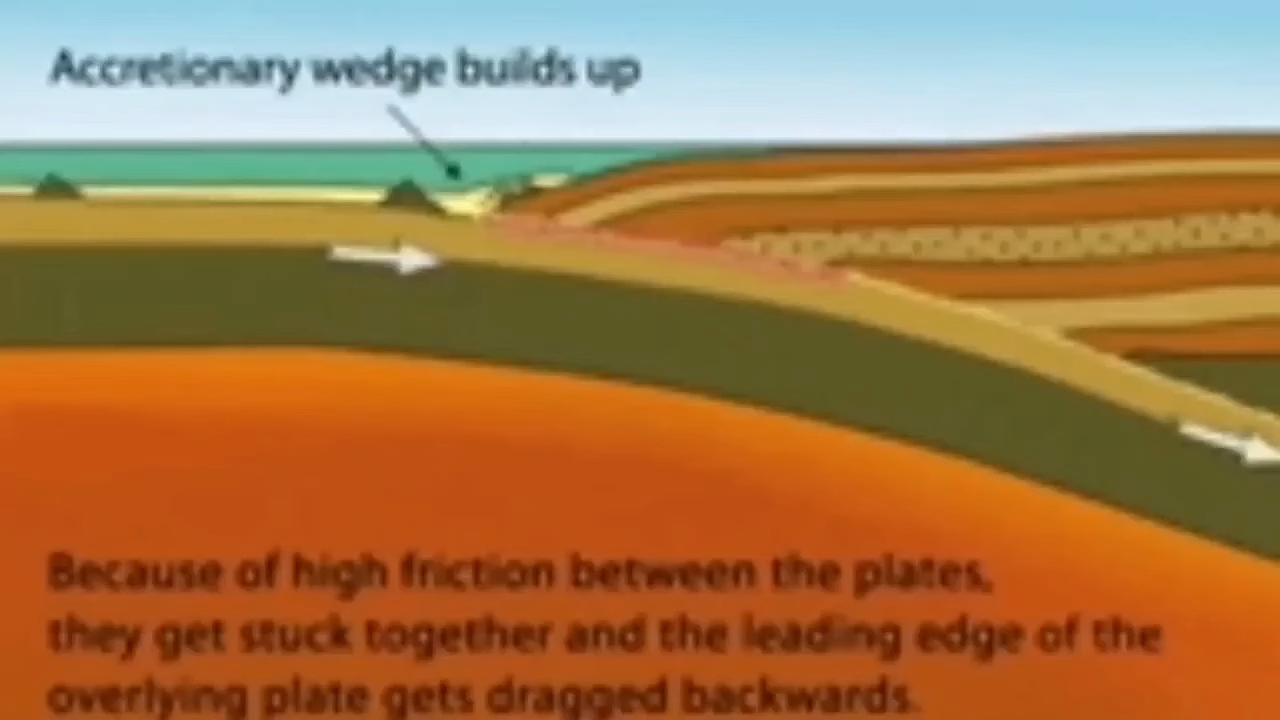 Accretionary wedge builds up
Because of high friction between the plates,
they get stuck together and the leading edge of the
overlying plate gets dragged backwards.